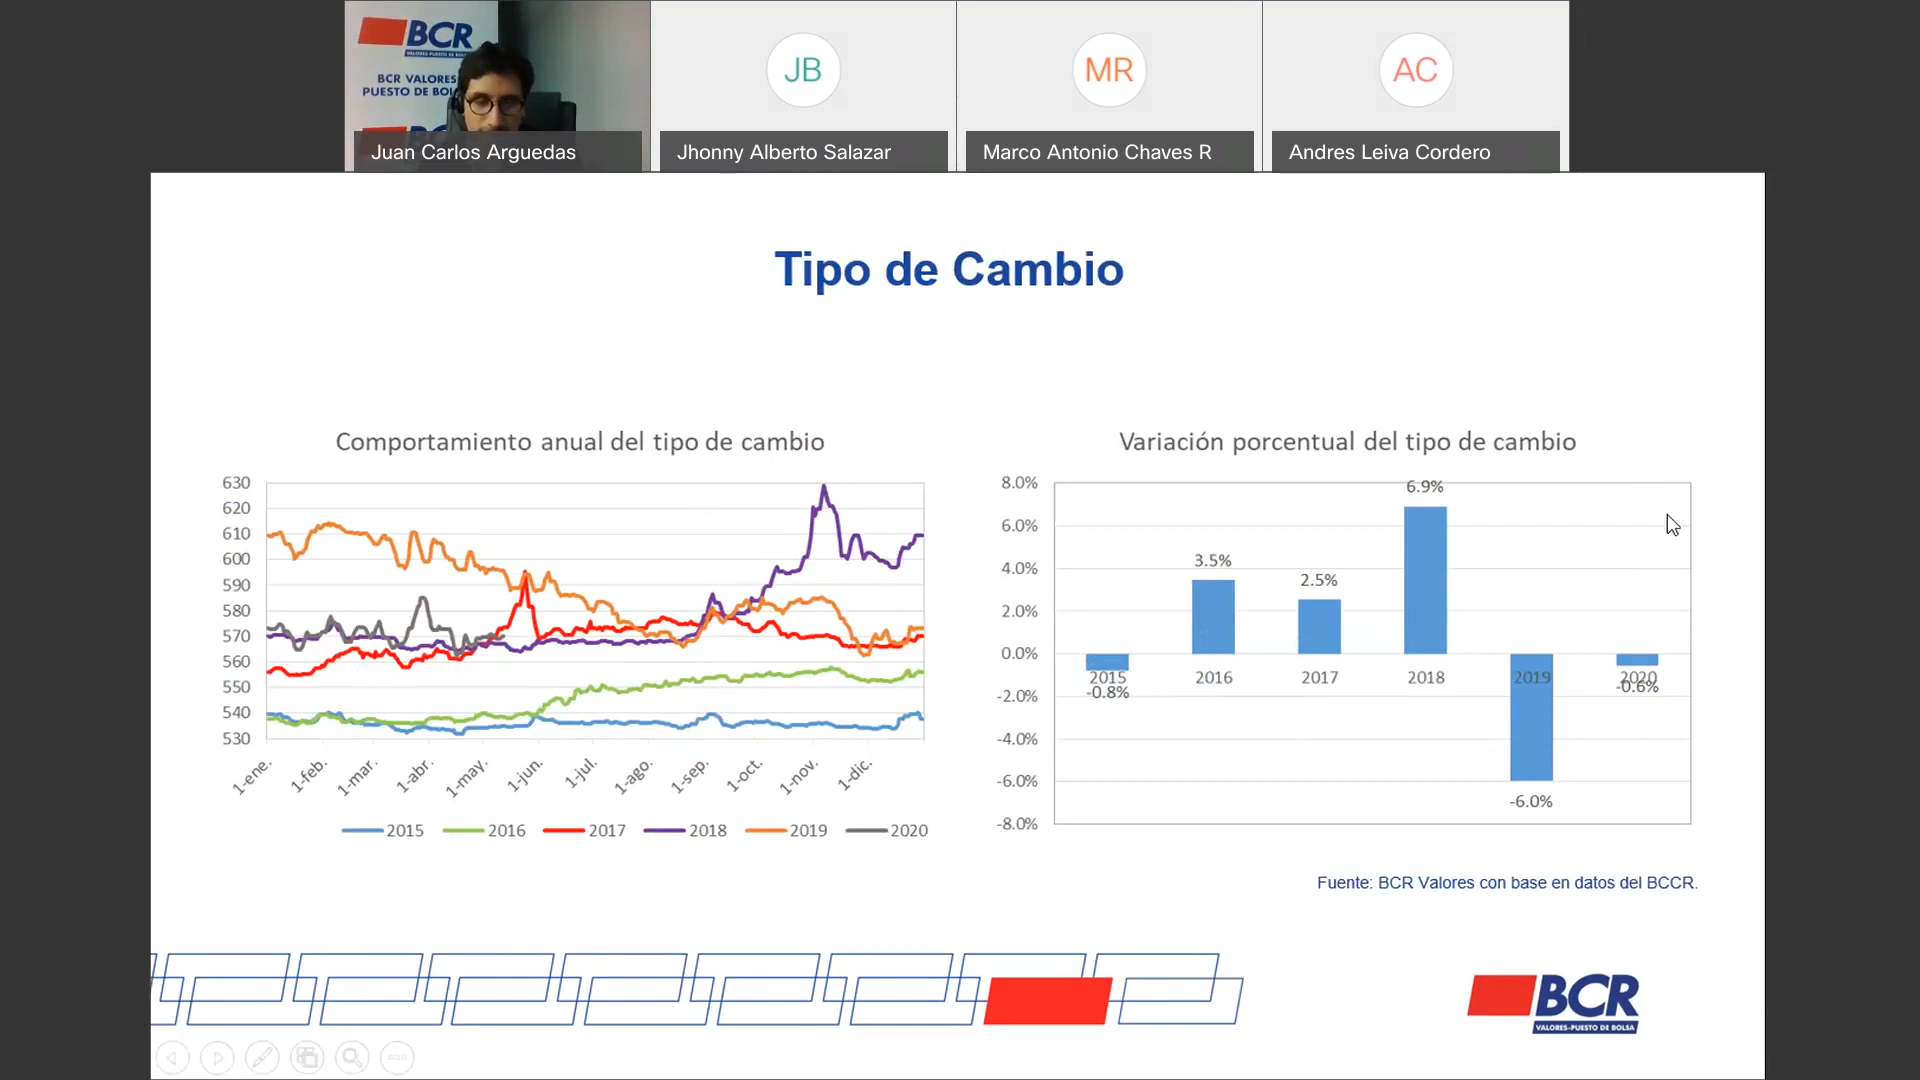 BCR
VALORES-PUESTO DE BOLSA
BCR VALORES
PUESTO DE BOL
JB
MR
AC
Juan Carlos Arguedas
Jhonny Alberto Salazar
Marco Antonio Chaves R
Andres Leiva Cordero
Tipo de Cambio
Comportamiento anual del tipo de cambio
630
620
610
600
590
580
570
560
550
540
530
1-ene.
1-feb.
1-mar.
1-abr.
1-may.
1-jun.
1-jul.
1-ago.
1-sep.
1-oct.
1-nov.
1-dic.
2015 2016 2017 2018 2019 2020
Variación porcentual del tipo de cambio
8.0%
6.0%
4.0%
2.0%
0.0%
-2.0%
-4.0%
-6.0%
-8.0%
6.9%
3.5%
2.5%
2015 2016 2017 2018 2019 2020
-0.8%
-0.6%
-6.0%
Fuente: BCR Valores con base en datos del BCCR.
BCR
VALORES-PUESTO DE BOLSA